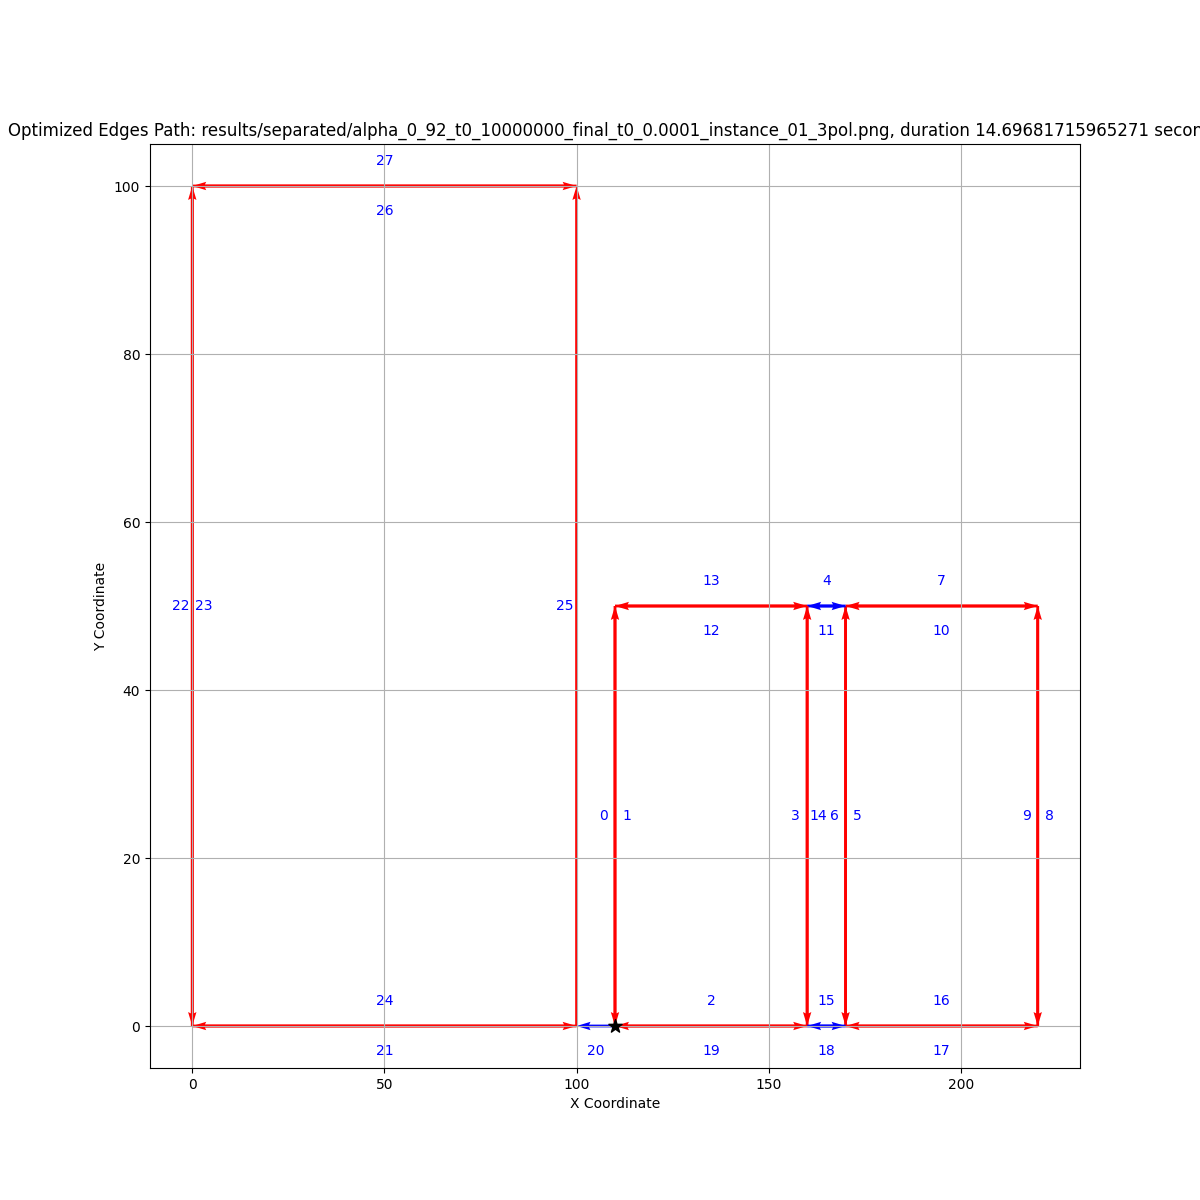 Optimized Edges Path: results/separated/alpha_0_92_t0_10000000_final_t0_0.0001_instance_01_3pol.png, duration 14.69681715965271 secon
27
100
26
80
60
22 23 25
13 4 7
12 11 10
40
0 1 3 14 6 5 9 8
20
24 2 15 16
0
21 20 19 18 17
0 50 100 150 200
X Coordinate
Y Coordinate